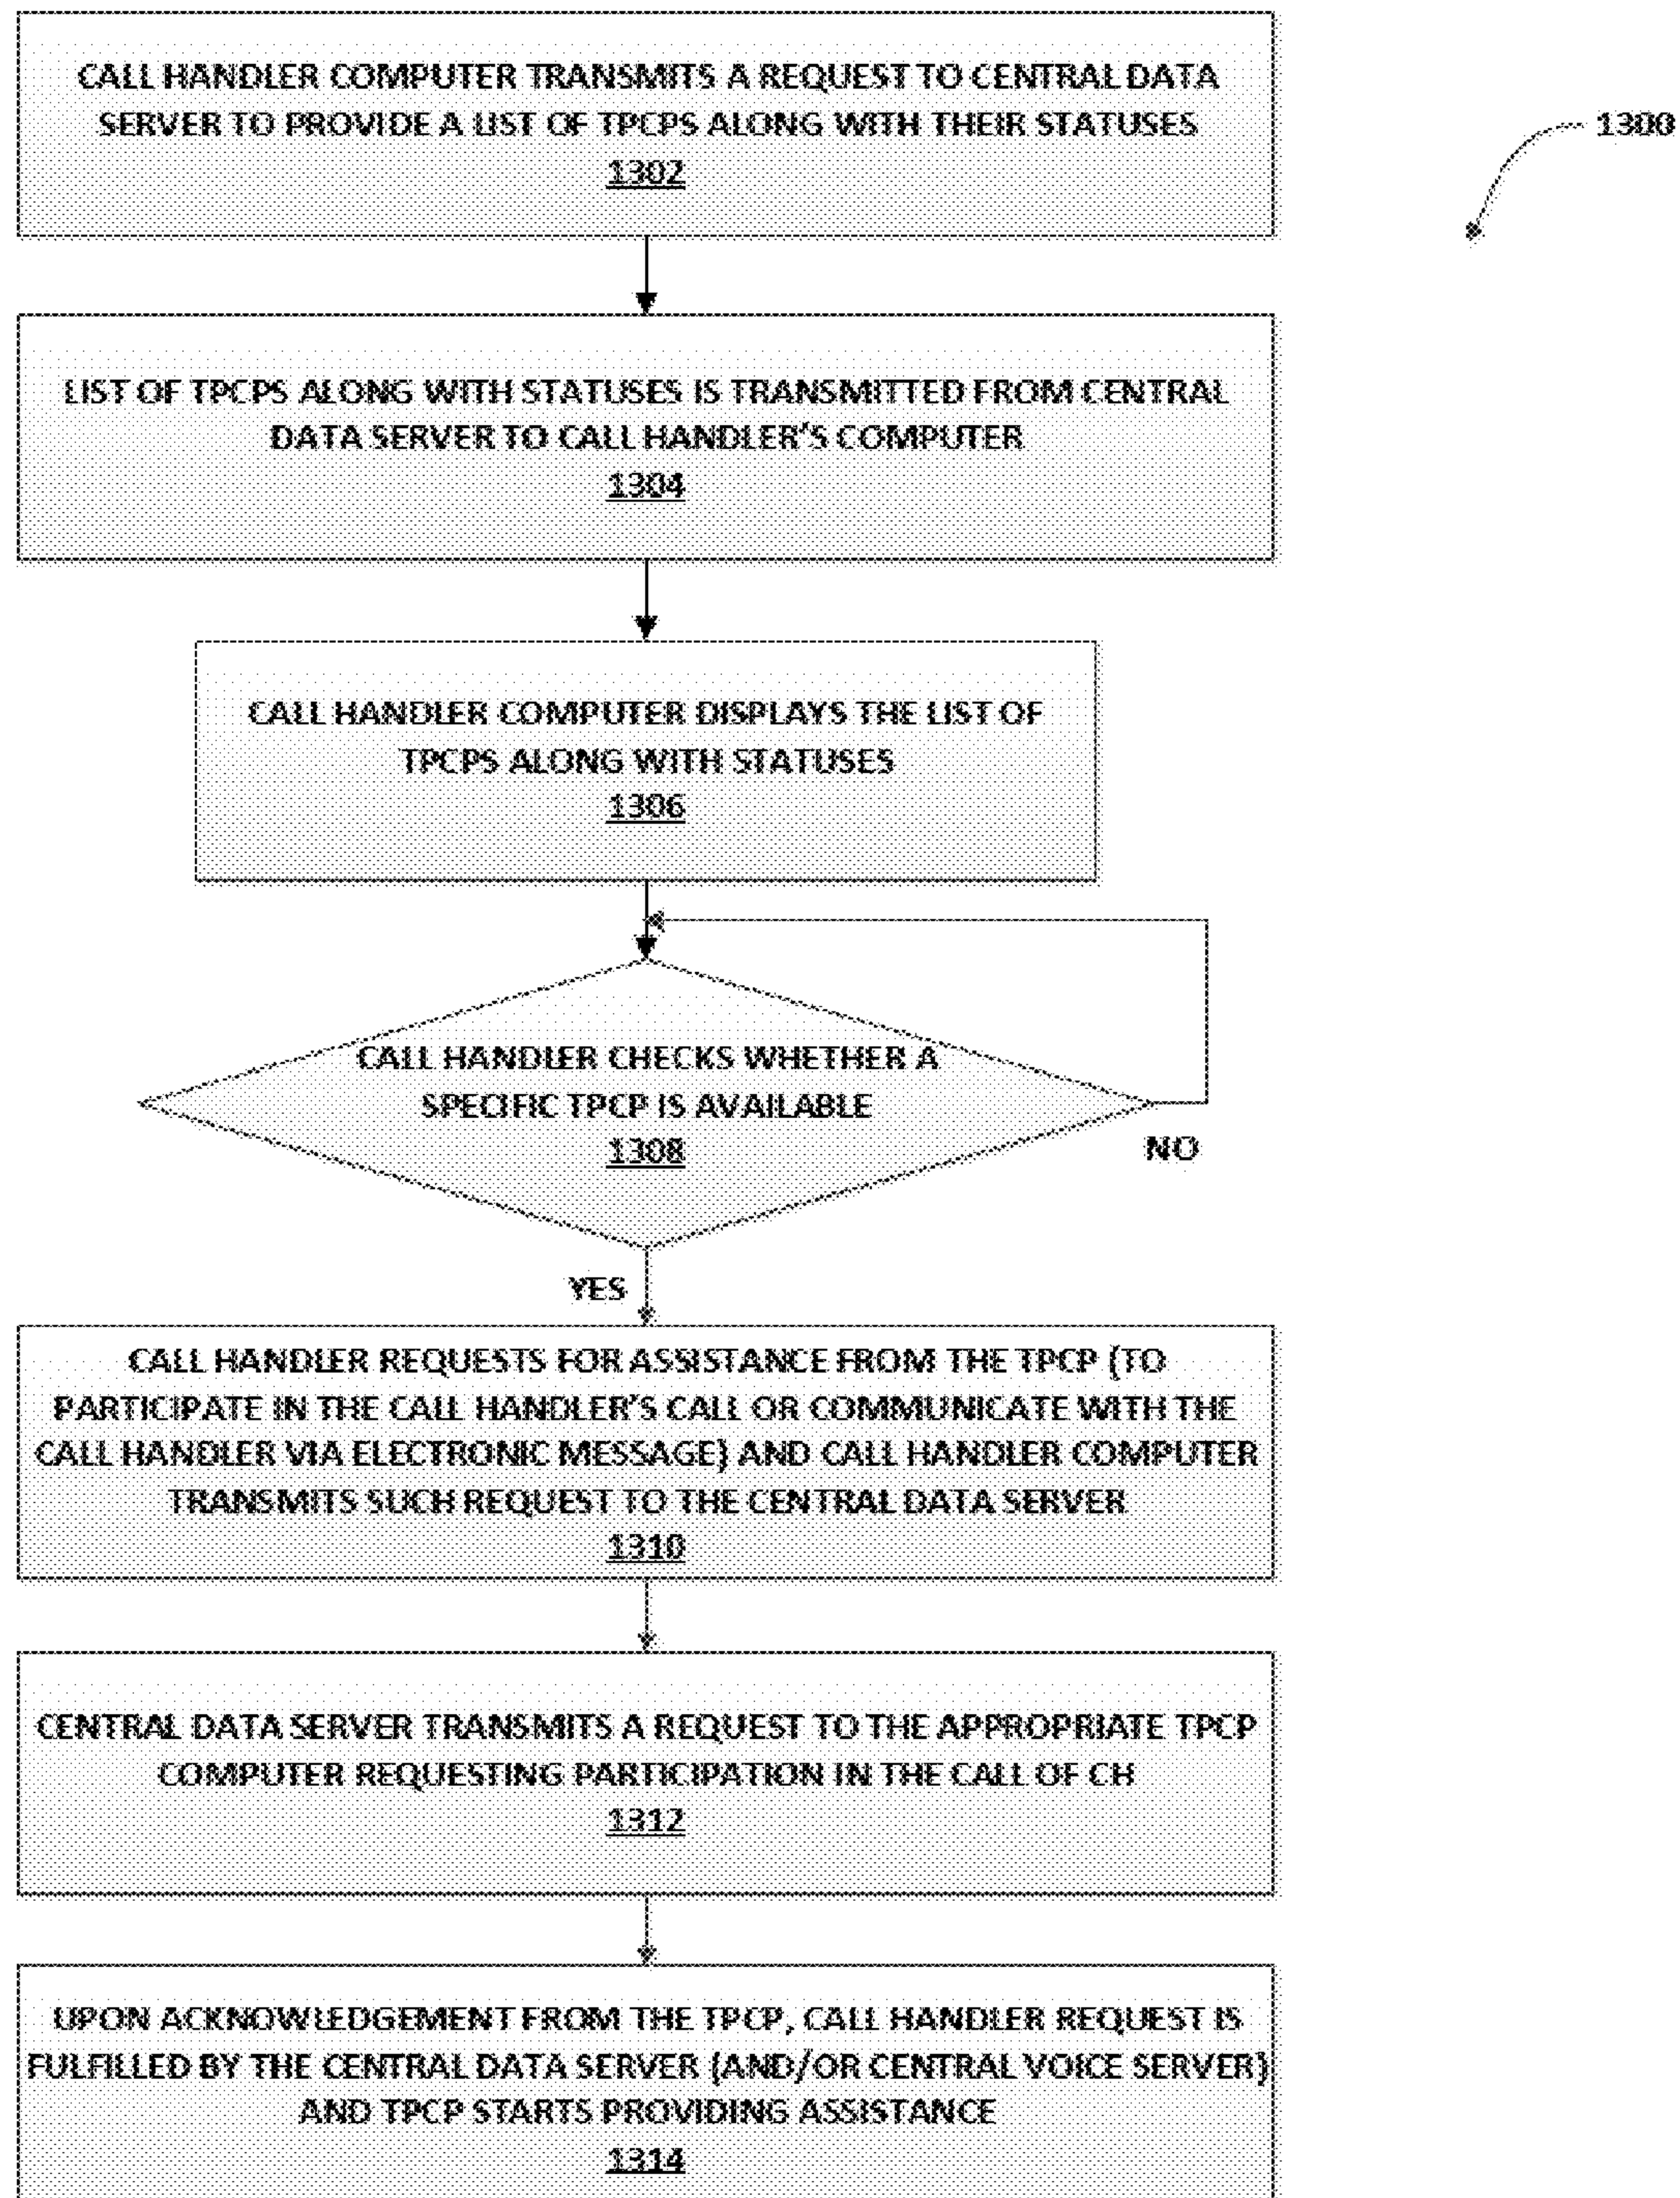 CALL HANDLER COMPUTER TRANSMITS A REQUEST TO CENTRAL DATA
SERVER TO PROVIDE A LIST OF TPCPS ALONG WITH THEIR STATUSES
1302
1300
LIST OF TPCPS ALONG WITH STATUSES IS TRANSMITTED FROM CENTRAL
DATA SERVER TO CALL HANDLER'S COMPUTER
1304
CALL HANDLER COMPUTER DISPLAYS THE LIST OF
TPCPS ALONG WITH STATUSES
1306
CALL HANDLER CHECKS WHETHER A
SPECIFIC TPCP IS AVAILABLE
1308
NO
YES
CALL HANDLER REQUESTS FOR ASSISTANCE FROM THE TPCP (TO
PARTICIPATE IN THE CALL HANDLER'S CALL OR COMMUNICATE WITH THE
CALL HANDLER VIA ELECTRONIC MESSAGE) AND CALL HANDLER COMPUTER
TRANSMITS SUCH REQUEST TO THE CENTRAL DATA SERVER
1310
CENTRAL DATA SERVER TRANSMITS A REQUEST TO THE APPROPRIATE TPCP
COMPUTER REQUESTING PARTICIPATION IN THE CALL OF CH
1312
UPON ACKNOWLEDGEMENT FROM THE TPCP, CALL HANDLER REQUEST IS
FULFILLED BY THE CENTRAL DATA SERVER (AND/OR CENTRAL VOICE SERVER)
AND TPCP STARTS PROVIDING ASSISTANCE
1314